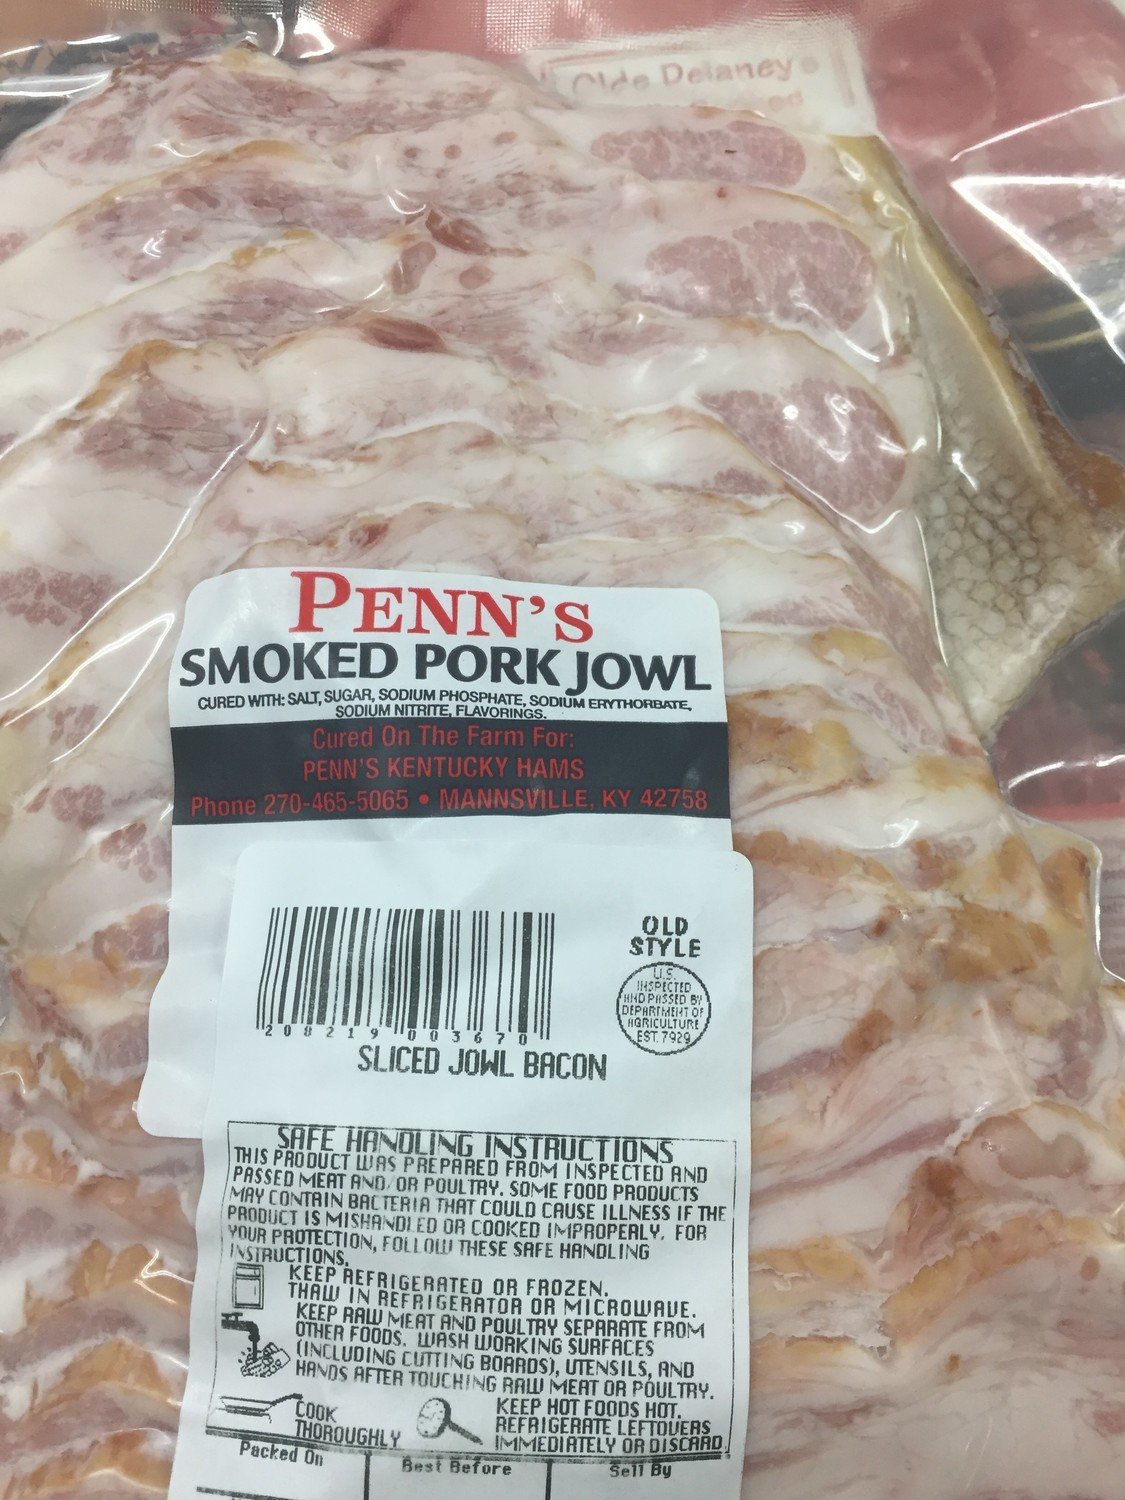 Olde Delaney's
PENN'S
SMOKED PORK JOWL
CURED WITH: SALT, SUGAR, SODIUM PHOSPHATE, SODIUM ERYTHORBATE,
SODIUM NITRITE, FLAVORINGS.
Cured On The Farm For:
PENN'S KENTUCKY HAMS
Phone 270-465-5065 • MANNSVILLE, KY 42758
208219003670
SLICED JOWL BACON
OLD
STYLE
U.S.
INSPECTED
AND PASSED BY
DEPARTMENT OF
AGRICULTURE
EST. 7929
SAFE HANDLING INSTRUCTIONS
THIS PRODUCT WAS PREPARED FROM INSPECTED AND
PASSED MEAT AND/OR POULTRY. SOME FOOD PRODUCTS
MAY CONTAIN BACTERIA THAT COULD CAUSE ILLNESS IF THE
PRODUCT IS MISHANDLED OR COOKED IMPROPERLY. FOR
YOUR PROTECTION, FOLLOW THESE SAFE HANDLING
INSTRUCTIONS.
KEEP REFRIGERATED OR FROZEN.
THAW IN REFRIGERATOR OR MICROWAVE.
KEEP RAW MEAT AND POULTRY SEPARATE FROM
OTHER FOODS. WASH WORKING SURFACES
(INCLUDING CUTTING BOARDS), UTENSILS, AND
HANDS AFTER TOUCHING RAW MEAT OR POULTRY.
COOK
THOROUGHLY
KEEP HOT FOODS HOT.
REFRIGERATE LEFTOVERS
IMMEDIATELY OR DISCARD.
Packed On
Best Before
Sell By